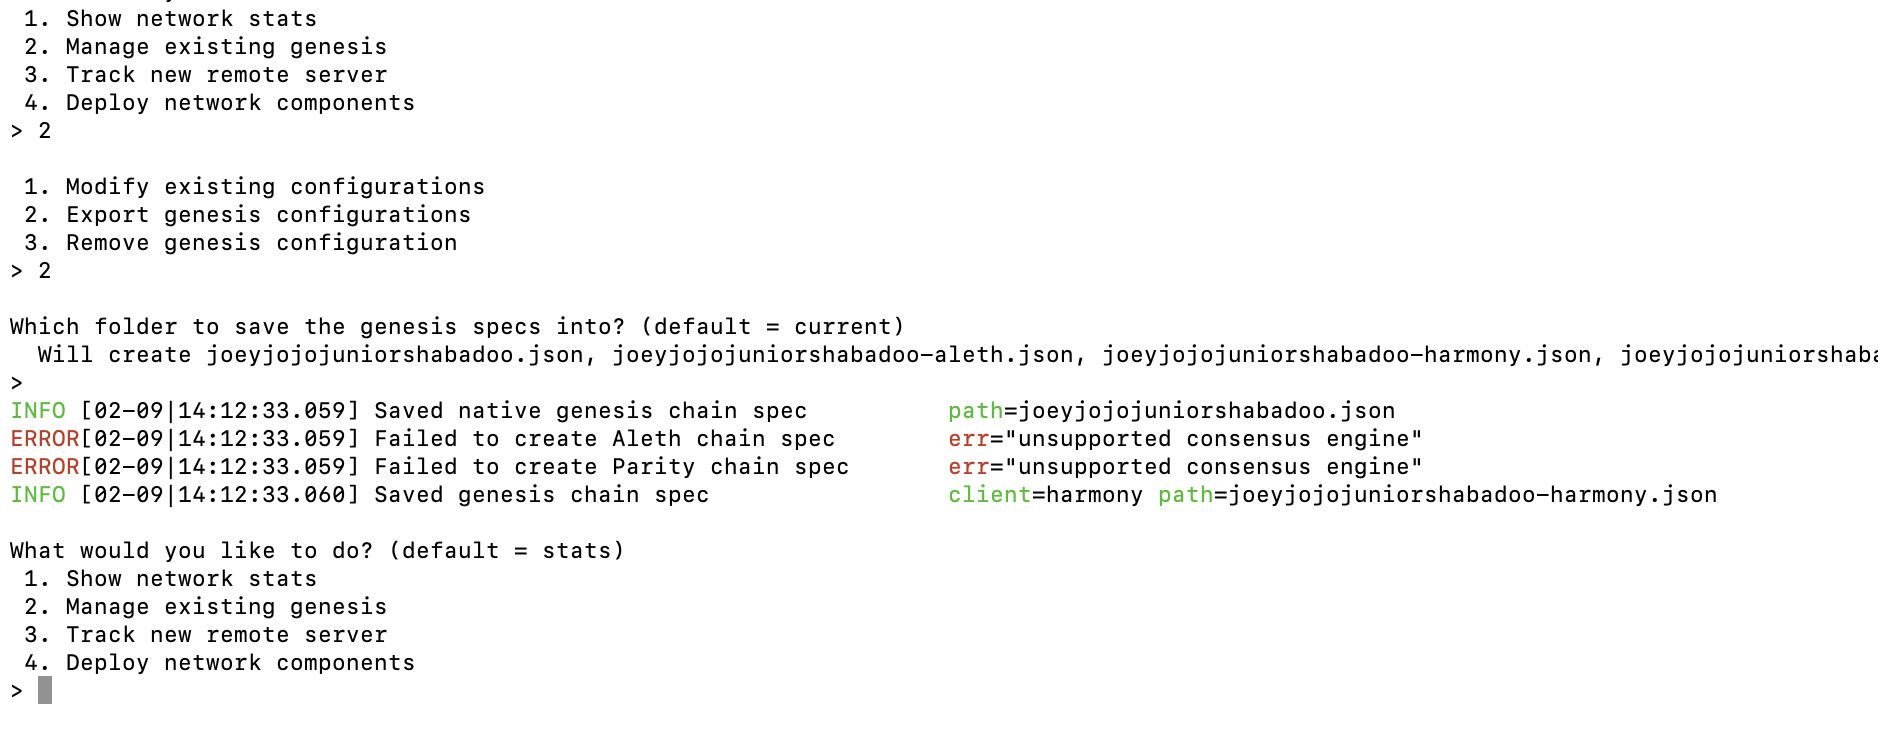 1. Show network stats
2. Manage existing genesis
3. Track new remote server
4. Deploy network components
> 2
1. Modify existing configurations
2. Export genesis configurations
3. Remove genesis configuration
> 2
Which folder to save the genesis specs into? (default = current)
Will create joeyjojojuniorshabadoo.json, joeyjojojuniorshabadoo-aleth.json, joeyjojojuniorshabadoo-harmony.json,
>
INFO [02-09|14:12:33.059] Saved native genesis chain spec path=joeyjojojuniorshabadoo.json
ERROR[02-09|14:12:33.059] Failed to create Aleth chain spec err="unsupported consensus engine"
ERROR[02-09|14:12:33.059] Failed to create Parity chain spec err="unsupported consensus engine"
INFO [02-09|14:12:33.060] Saved genesis chain spec client=harmony path=joeyjojojuniorshabadoo-harmony.json
What would you like to do? (default = stats)
1. Show network stats
2. Manage existing genesis
3. Track new remote server
4. Deploy network components
>